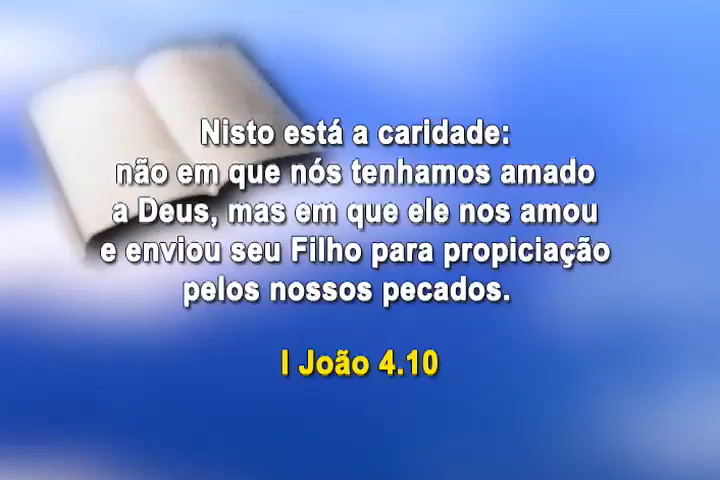 Nisto está a caridade:
não em que nós tenhamos amado
a Deus, mas em que ele nos amou
e enviou seu Filho para propiciação
pelos nossos pecados.
I João 4.10